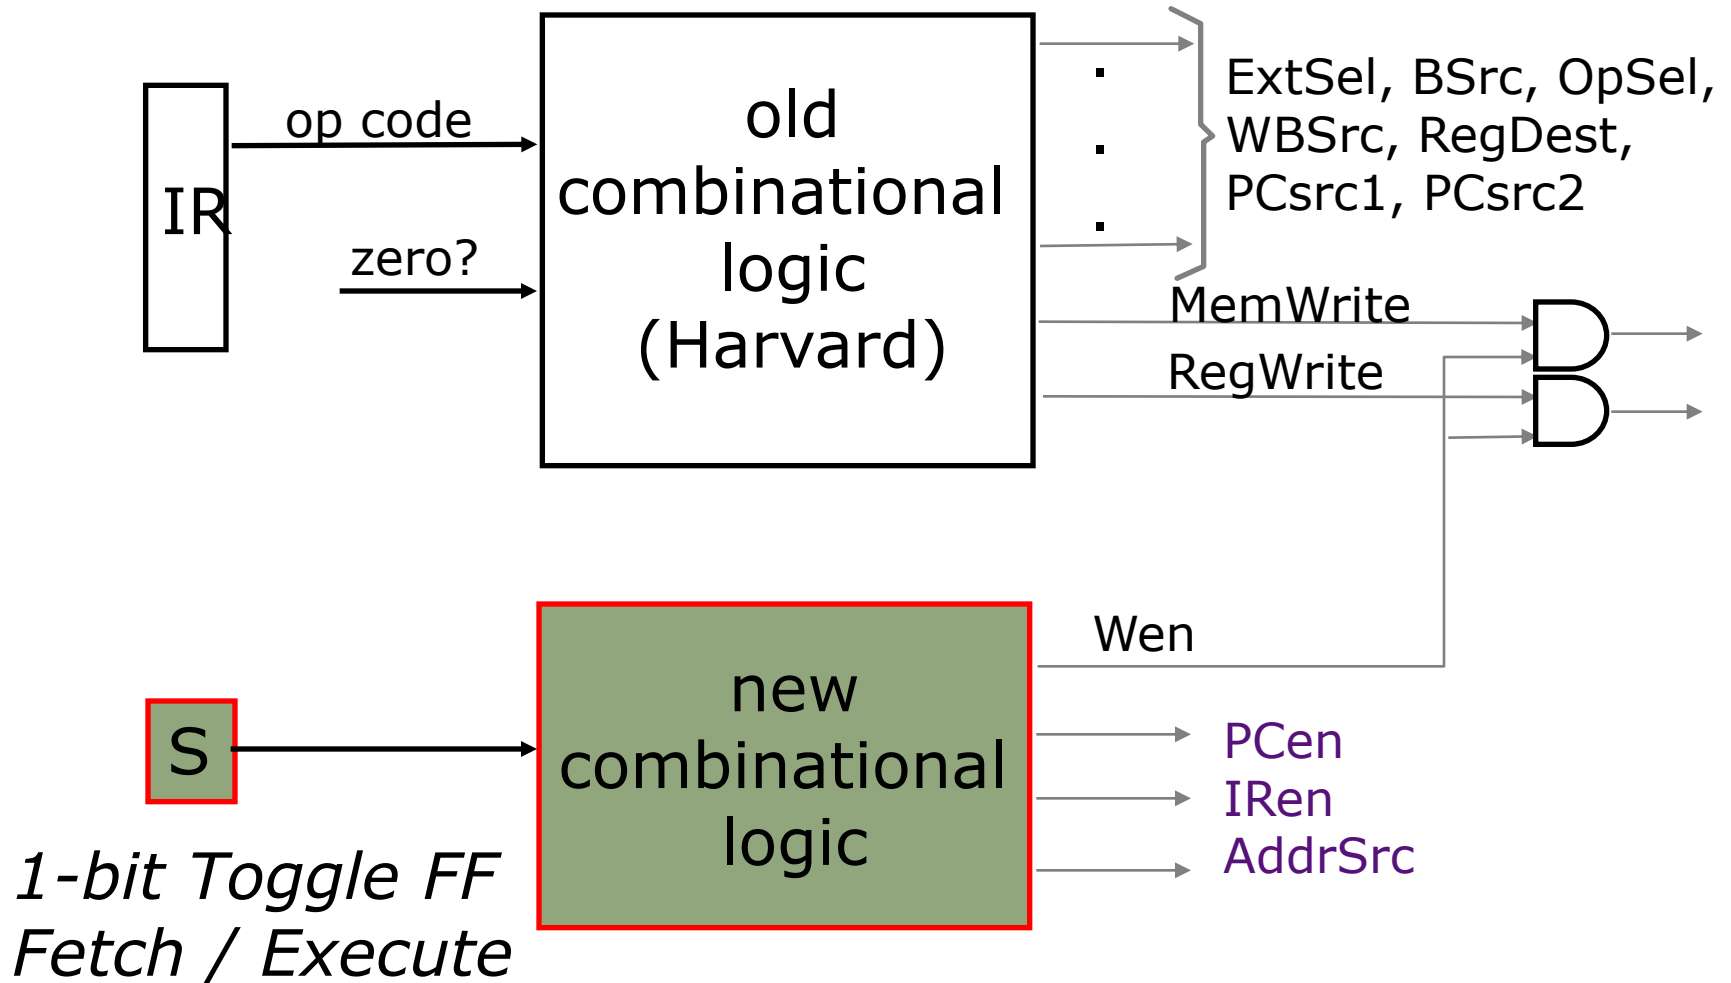 IR
op code
zero?
old
combinational
logic
(Harvard)
ExtSel, BSrc, OpSel,
WBSrc, RegDest,
PCsrc1, PCsrc2
MemWrite
RegWrite
S
1-bit Toggle FF
Fetch / Execute
new
combinational
logic
Wen
PCen
IRen
AddrSrc